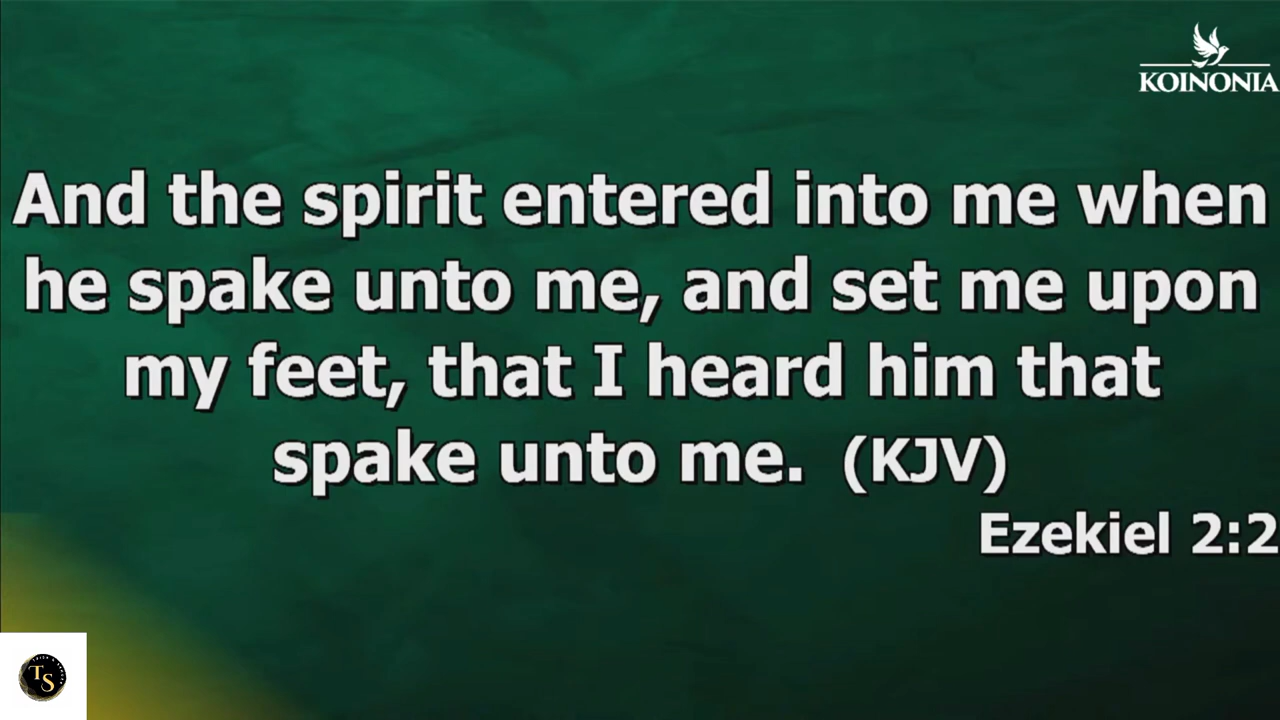 KOINONIA
And the spirit entered into me when
he spake unto me, and set me upon
my feet, that I heard him that
spake unto me. (KJV)
Ezekiel 2:2
TS